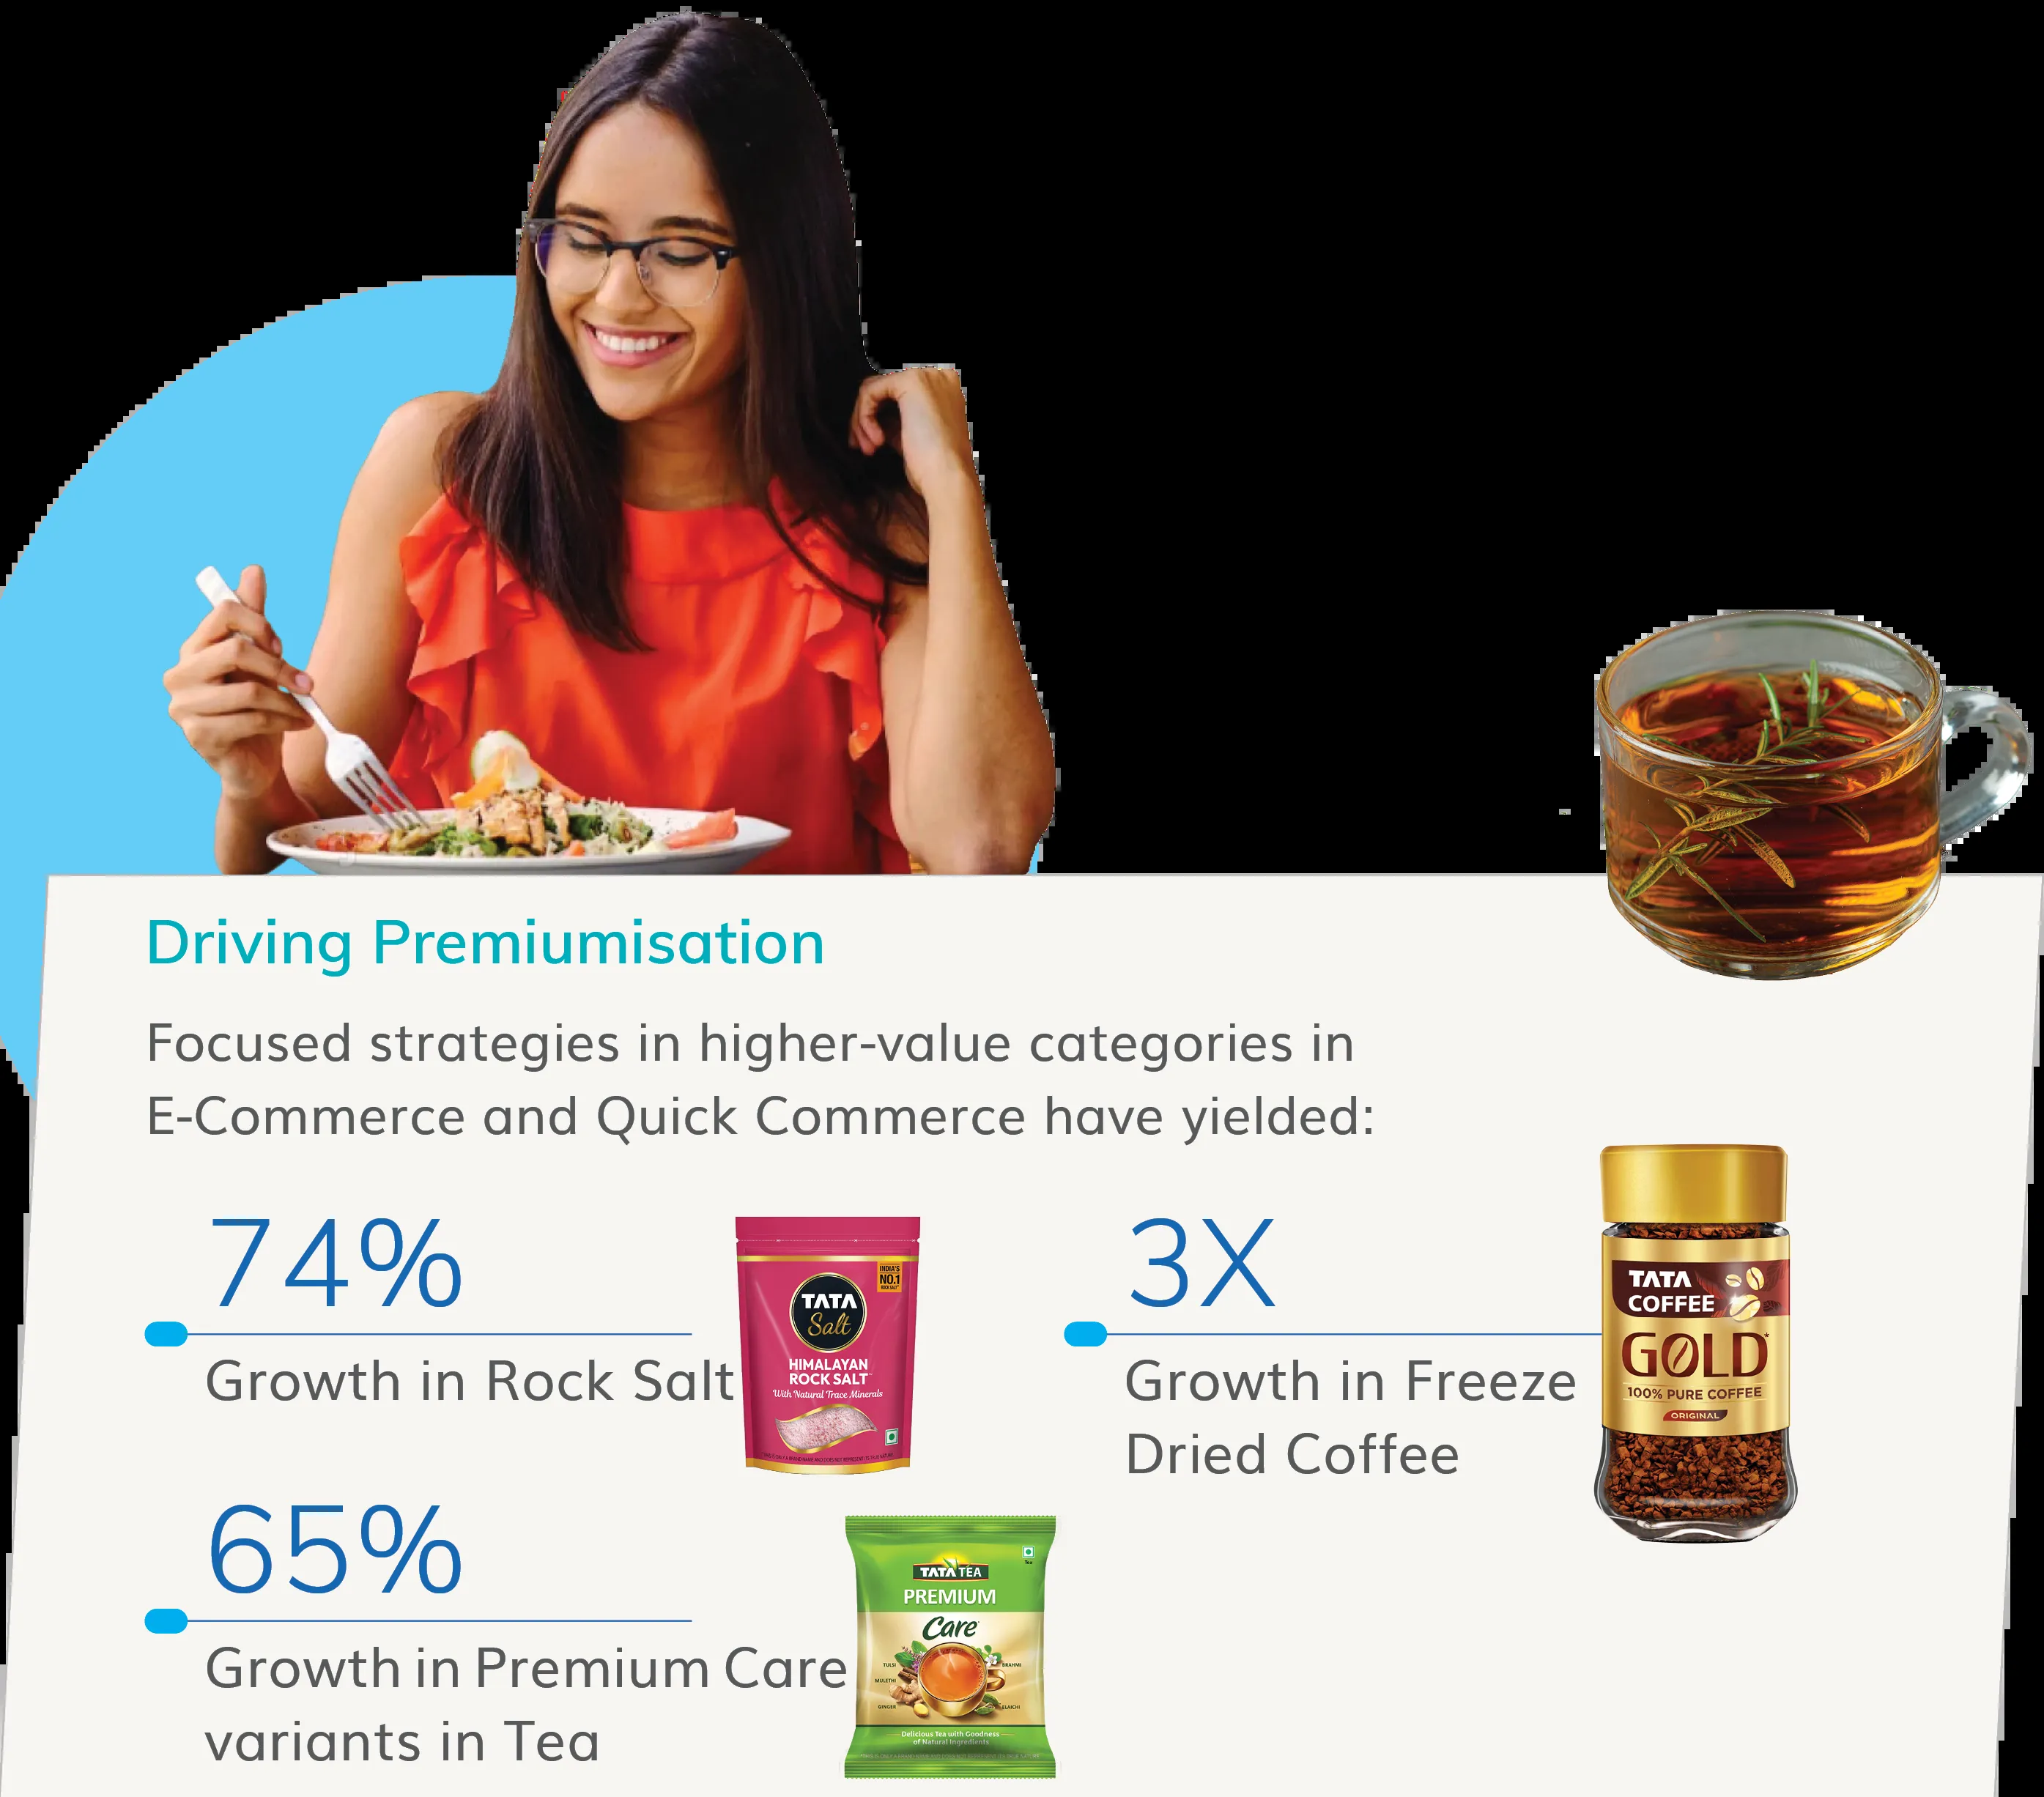 Driving Premiumisation
Focused strategies in higher-value categories in
E-Commerce and Quick Commerce have yielded:
74%
Growth in Rock Salt
INDIA'S
NO.1
ROCK SALT
TATA
Salt
HIMALAYAN
ROCK SALT
With Natural Trace Minerals
3X
Growth in Freeze
Dried Coffee
TATA
COFFEE
GOLD*
100% PURE COFFEE
ORIGINAL
65%
Growth in Premium Care
variants in Tea
Tea
TATA TEA
PREMIUM
Care
TULSI
BRAHMI
MULETHI
GINGER
ELAICHI
Delicious Tea with Goodness
of Natural Ingredients